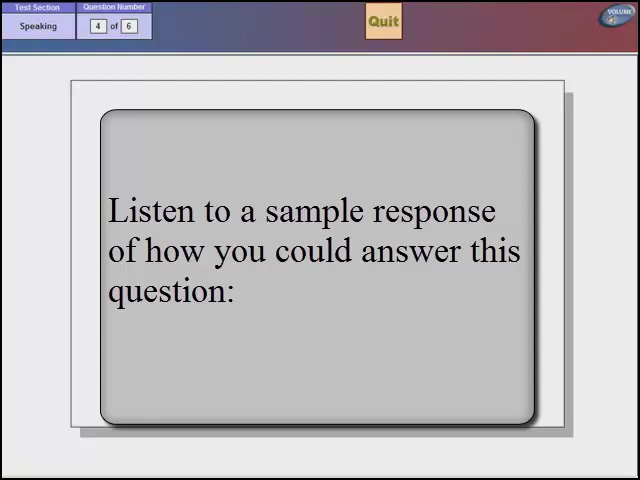 Test Section
Question Number
Quit
VOLUME
Speaking
4 of 6
Listen to a sample response
of how you could answer this
question: